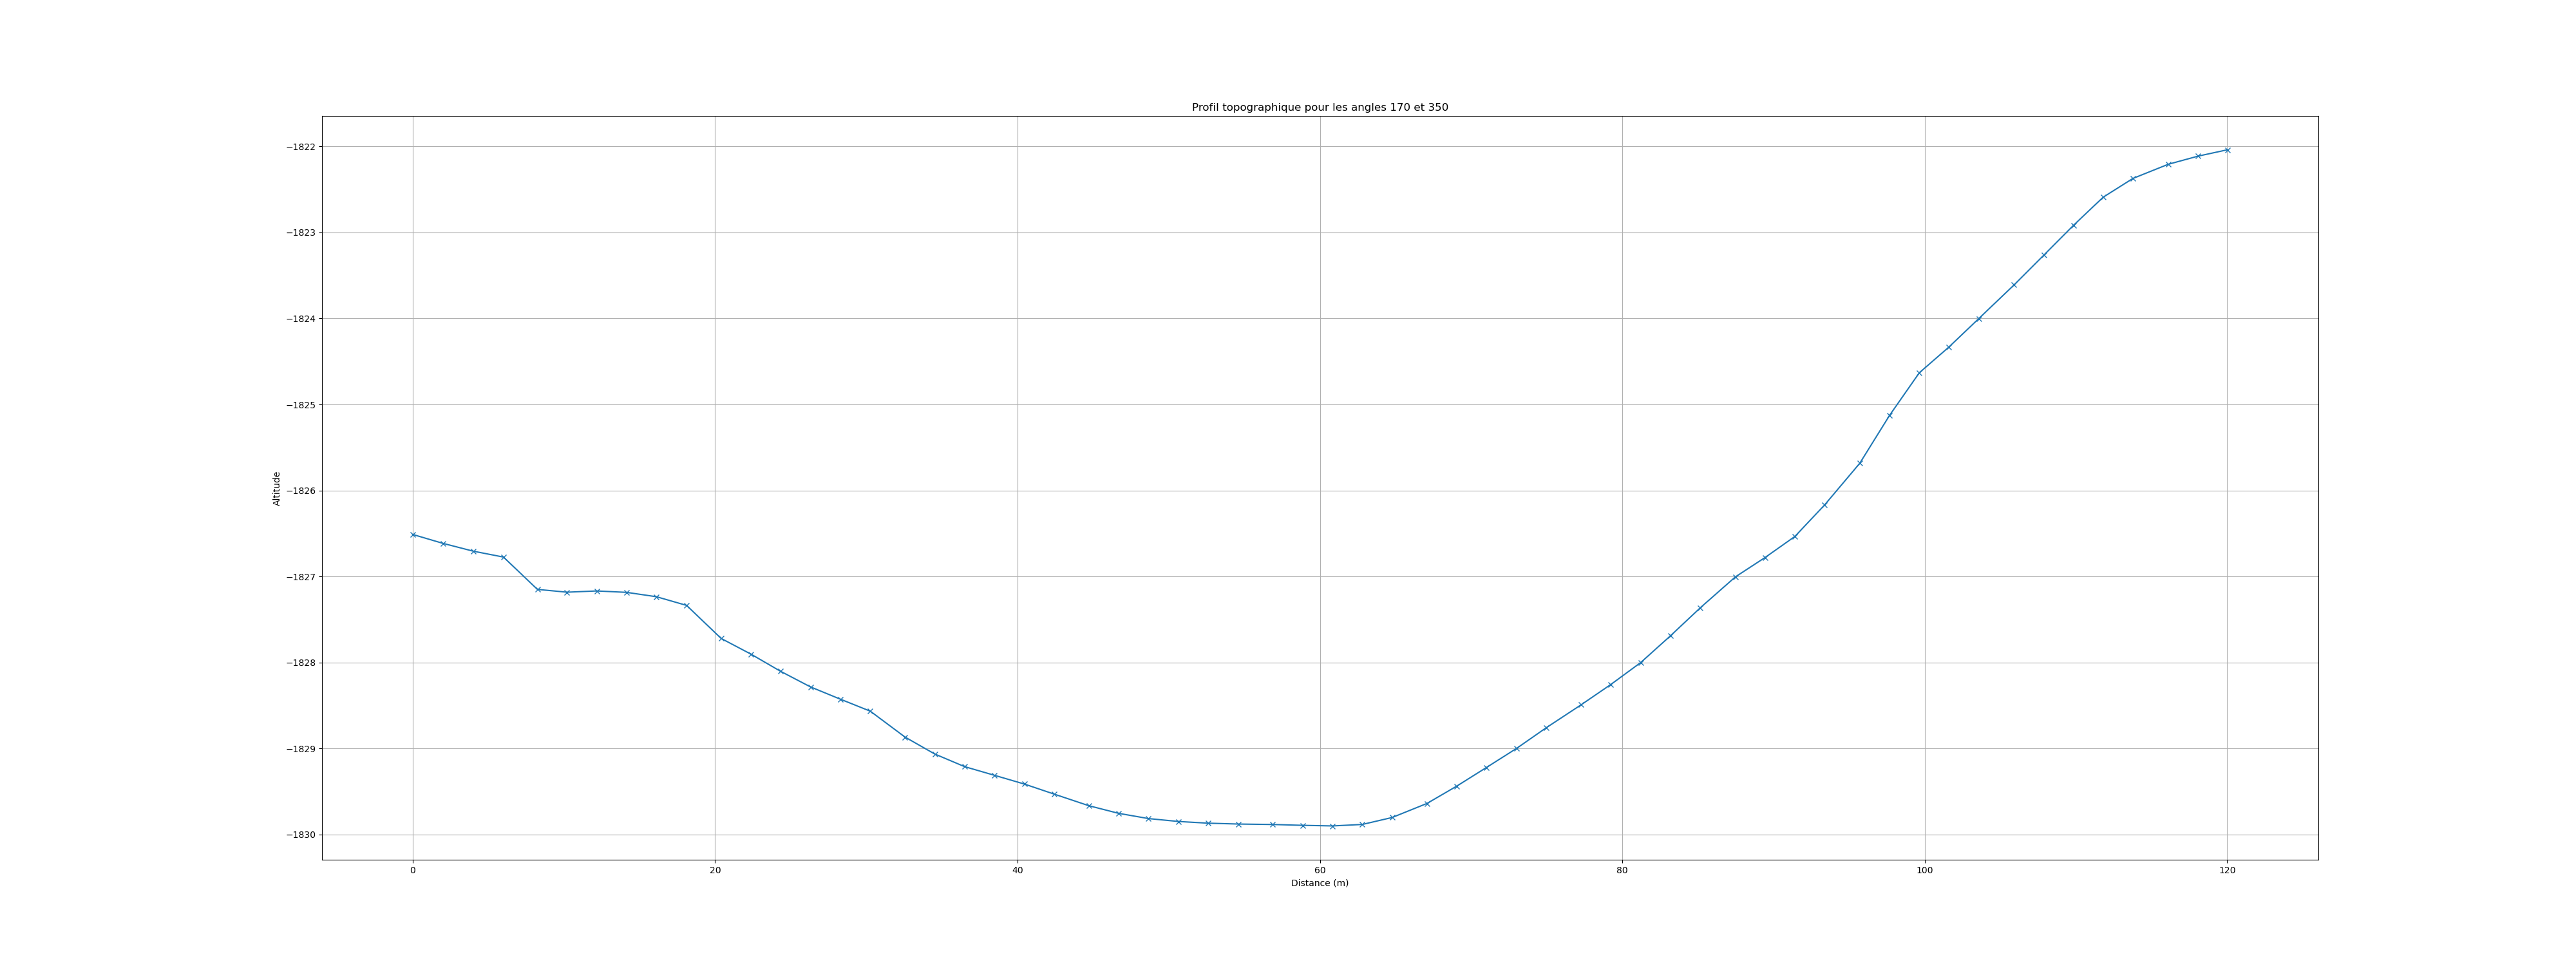 Profil topographique pour les angles 170 et 350
−1822
−1823
−1824
−1825
−1826
−1827
−1828
−1829
−1830
Altitude
0 20 40 60 80 100 120
Distance (m)